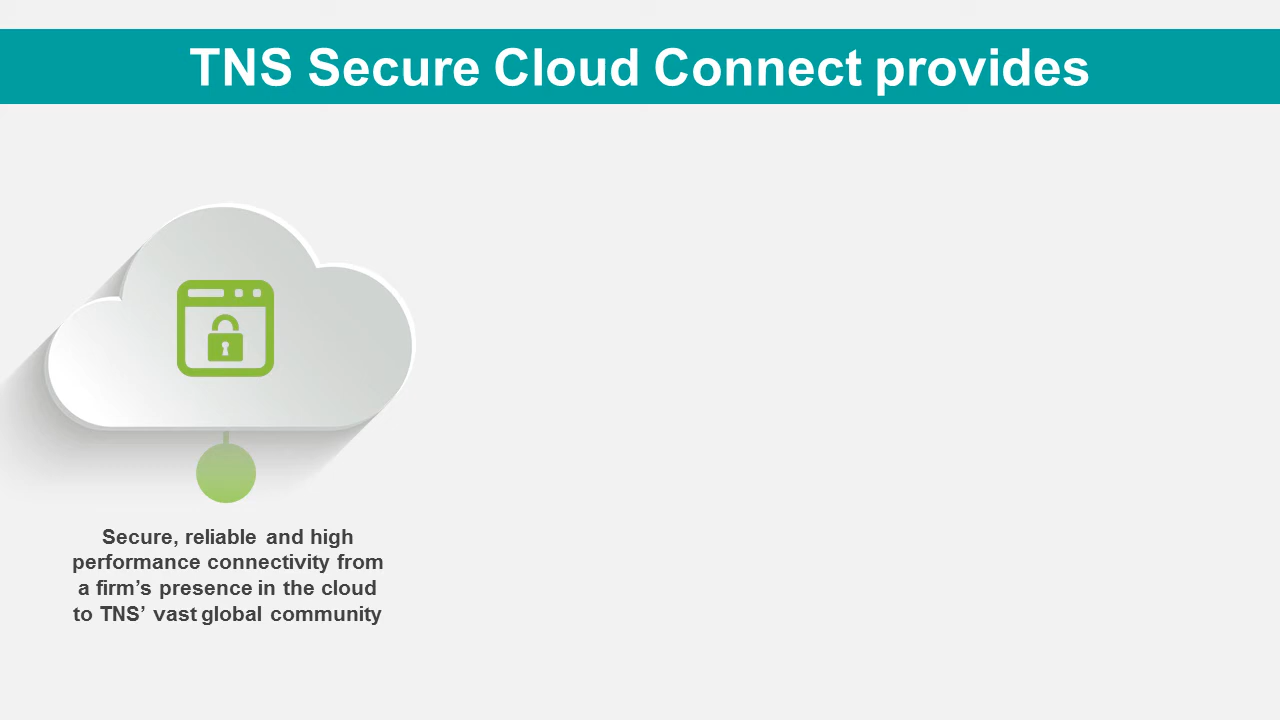 TNS Secure Cloud Connect provides
Secure, reliable and high
performance connectivity from
a firm’s presence in the cloud
to TNS’ vast global community